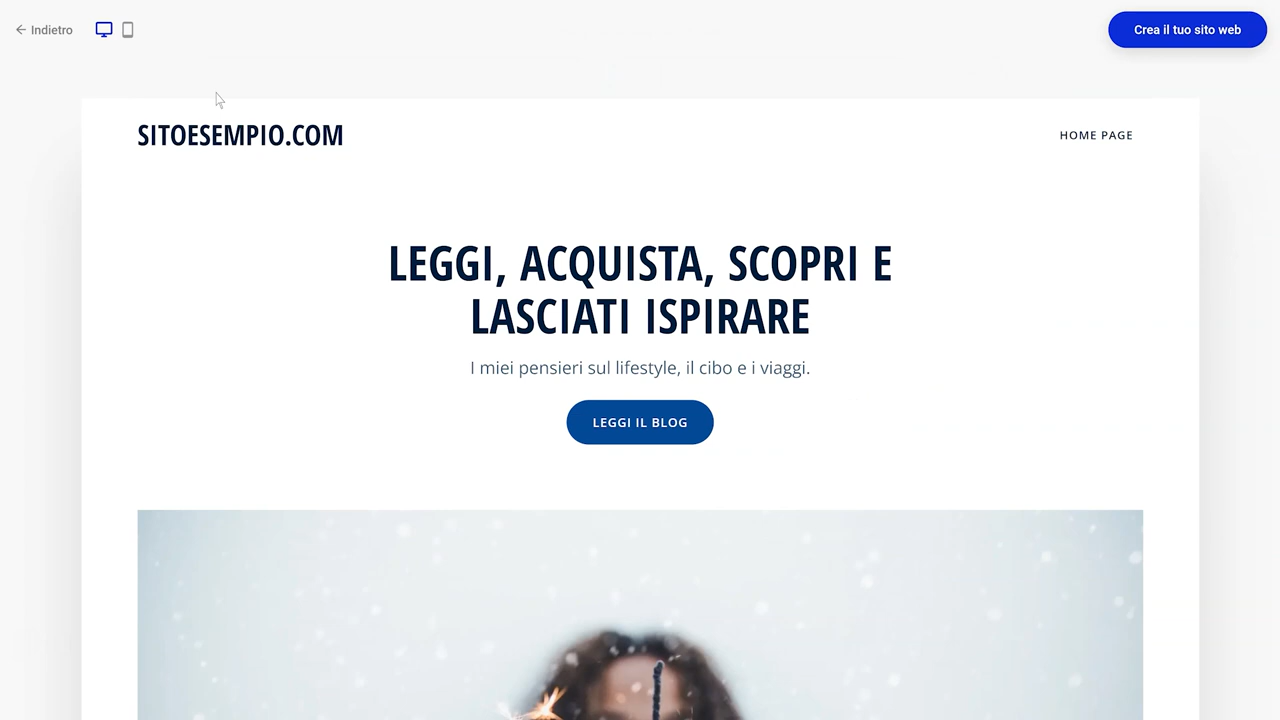 Indietro
Crea il tuo sito web
SITOESEMPIO.COM
HOME PAGE
LEGGI, ACQUISTA, SCOPRI E
LASCIATI ISPIRARE
I miei pensieri sul lifestyle, il cibo e i viaggi.
LEGGI IL BLOG